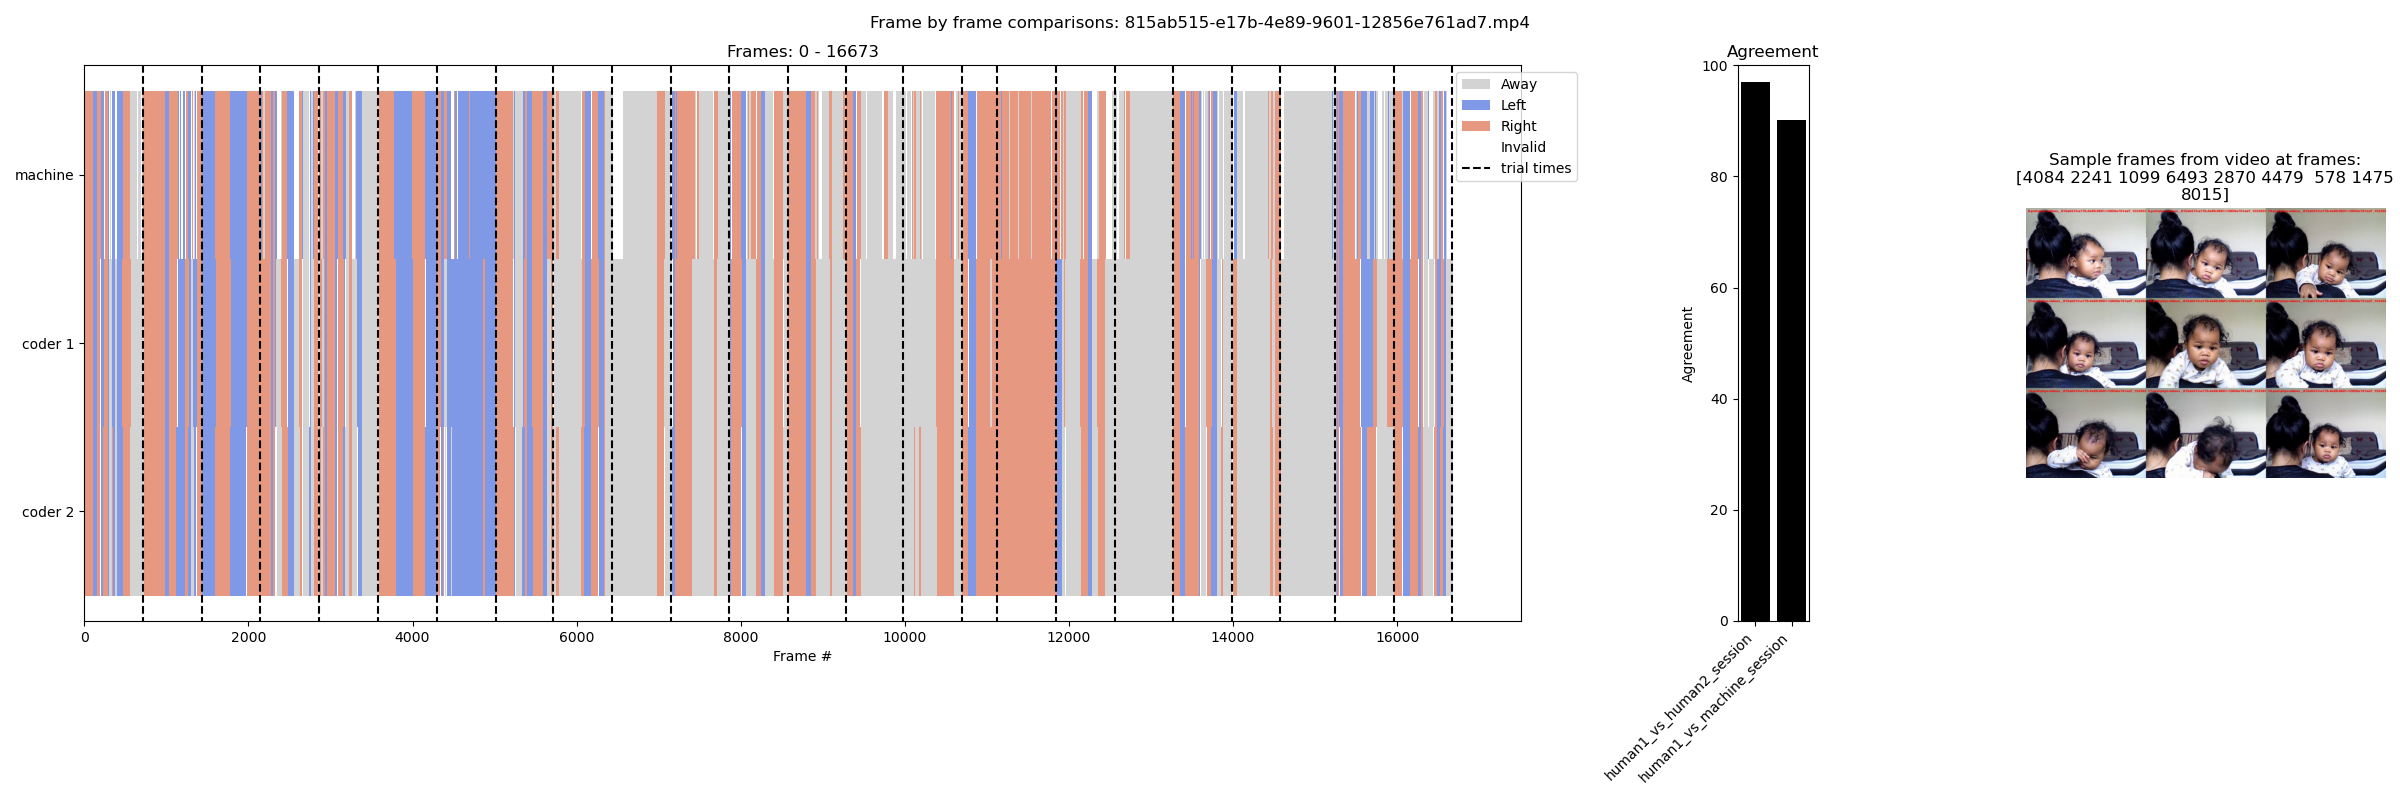 Frame by frame comparisons: 815ab515-e17b-4e89-9601-12856e761ad7.mp4
Frames: 0 - 16673
machine
coder 1
coder 2
0
2000
4000
6000
8000
10000
12000
14000
16000
Frame #
Away
Left
Right
Invalid
trial times
Agreement
100
80
60
40
20
0
Agreement
human1_vs_human2_session
human1_vs_machine_session
Sample frames from video at frames:
[4084 2241 1099 6493 2870 4479  578 1475
8015]